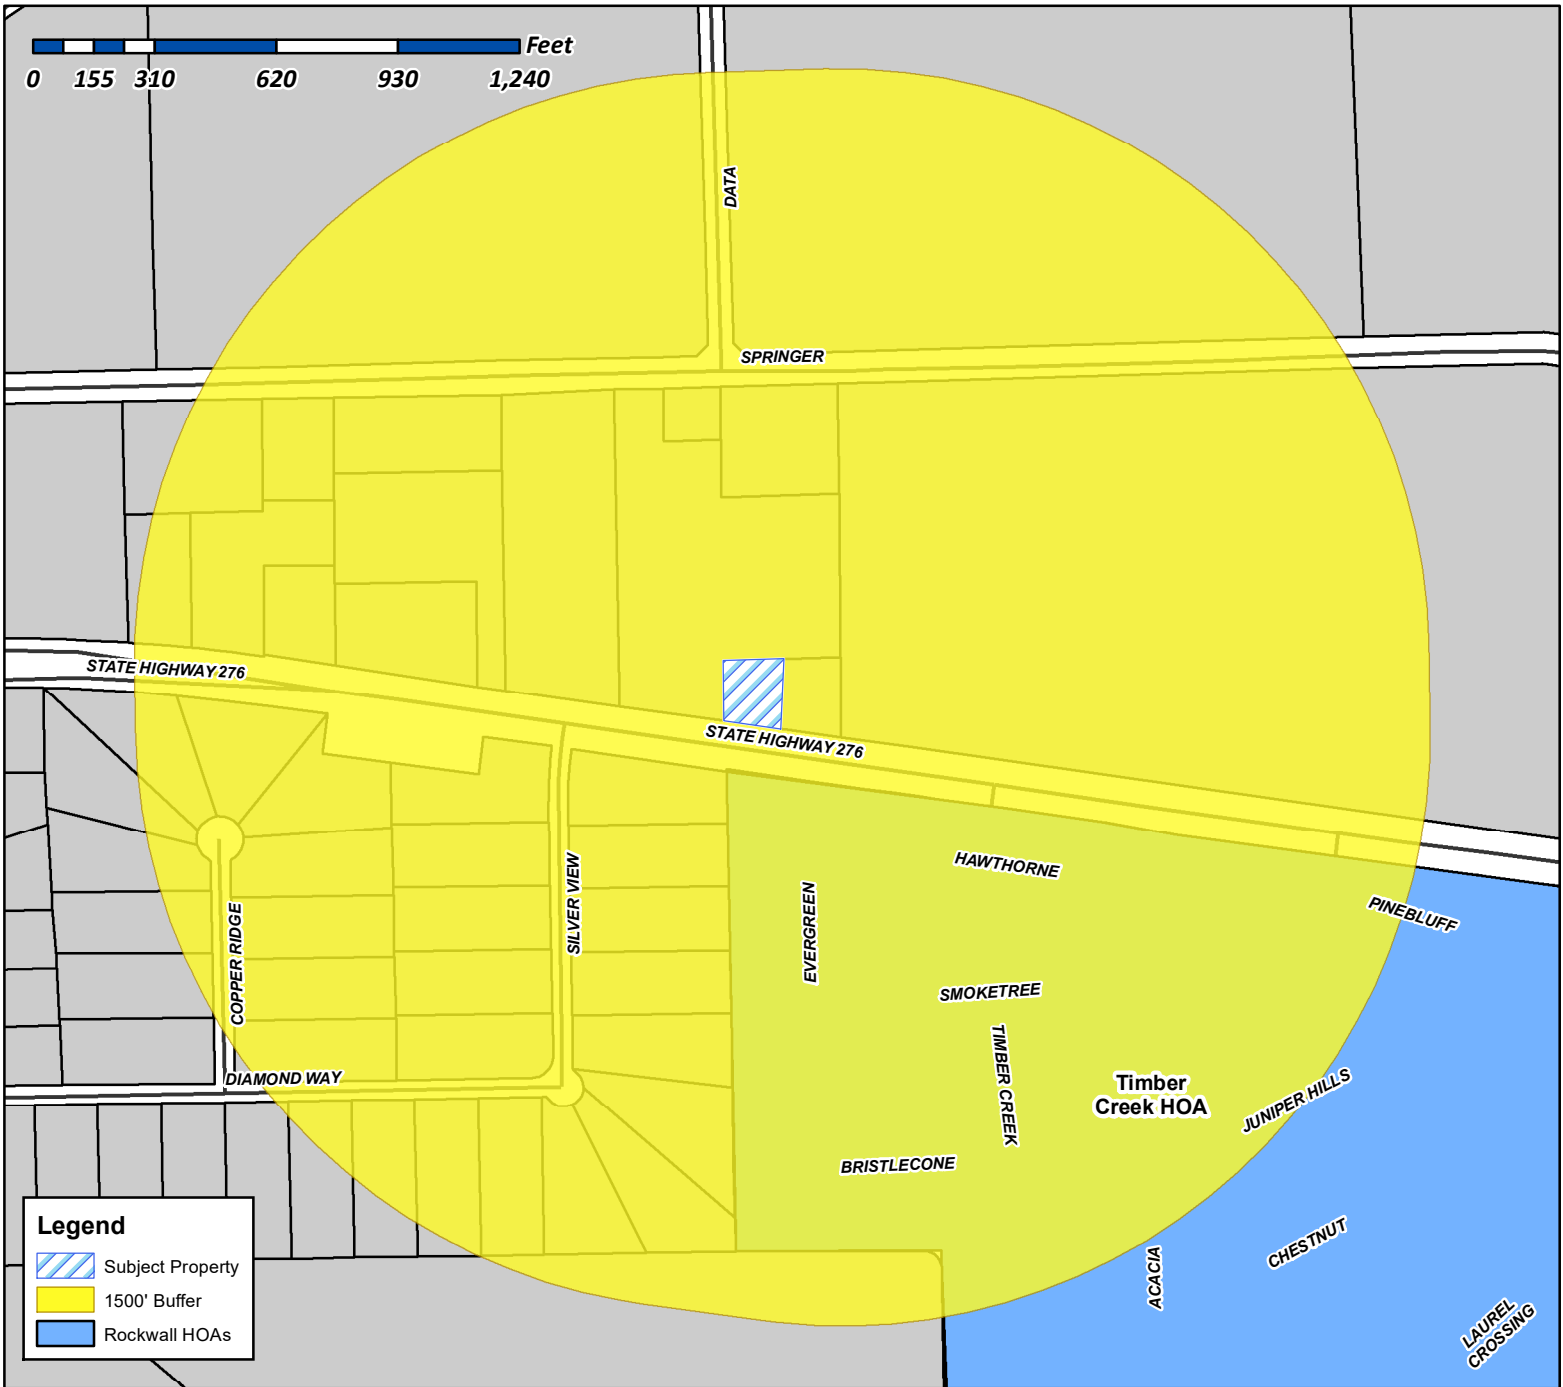 Feet
0 155 310 620 930 1,240
DATA
SPRINGER
STATE HIGHWAY 276
STATE HIGHWAY 276
HAWTHORNE
EVERGREEN
SILVER VIEW
COPPER RIDGE
PINEBLUFF
SMOKETREE
TIMBER CREEK
DIAMOND WAY
Timber
Creek HOA
JUNIPER HILLS
BRISTLECONE
CHESTNUT
ACACIA
LAUREL
CROSSING
Legend
Subject Property
1500' Buffer
Rockwall HOAs